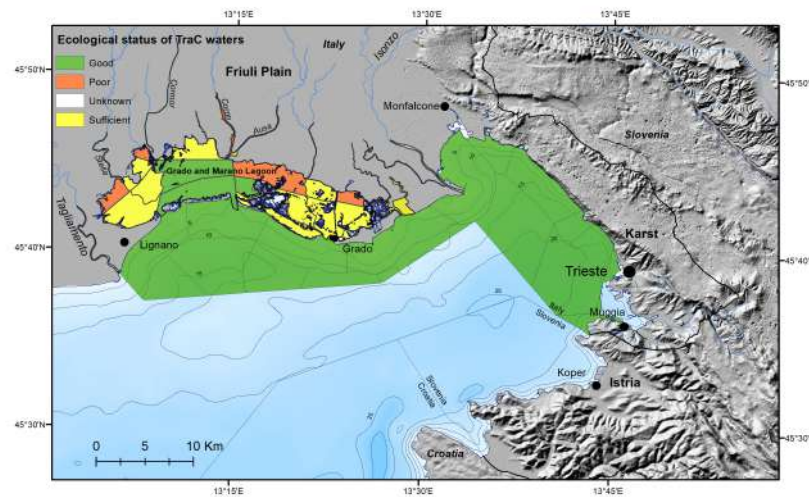 13°15'E 13°30'E 13°45'E
Ecological status of TraC waters
Good
Poor
Unknown
Sufficient
Italy
Isonzo
Friuli Plain
45°50'N
45°50'N
Monfalcone
Slovenia
Ausa
Grado and Marano Lagoon
Tagliamento
Lignano
Grado
Karst
45°40'N
45°40'N
Trieste
Italy
Slovenia
Muggia
Koper
Istria
Slovenia
Croatia
45°30'N
45°30'N
Croatia
0 5 10 Km
13°15'E 13°30'E 13°45'E